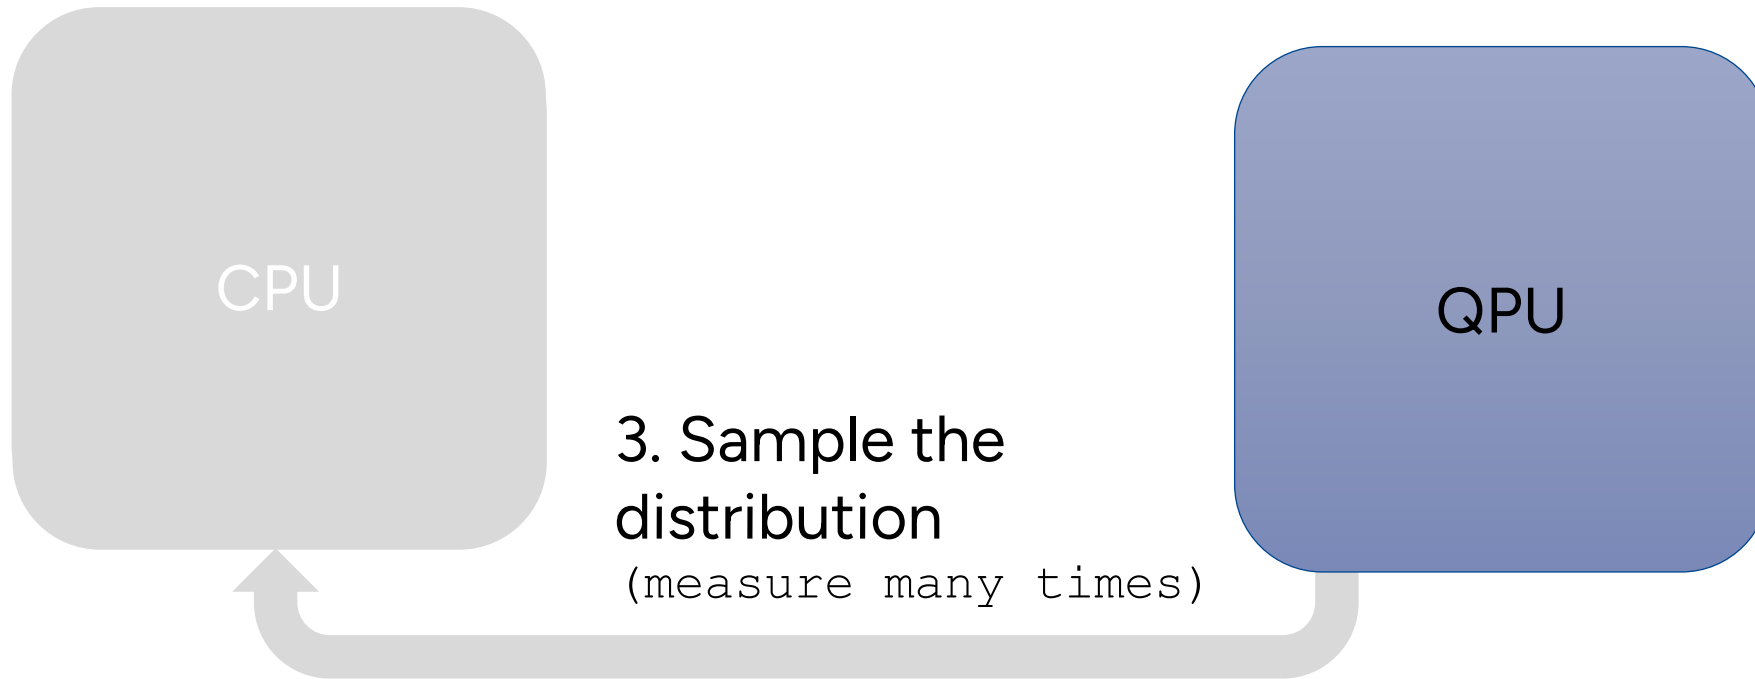 CPU
QPU
3. Sample the
distribution
(measure many times)